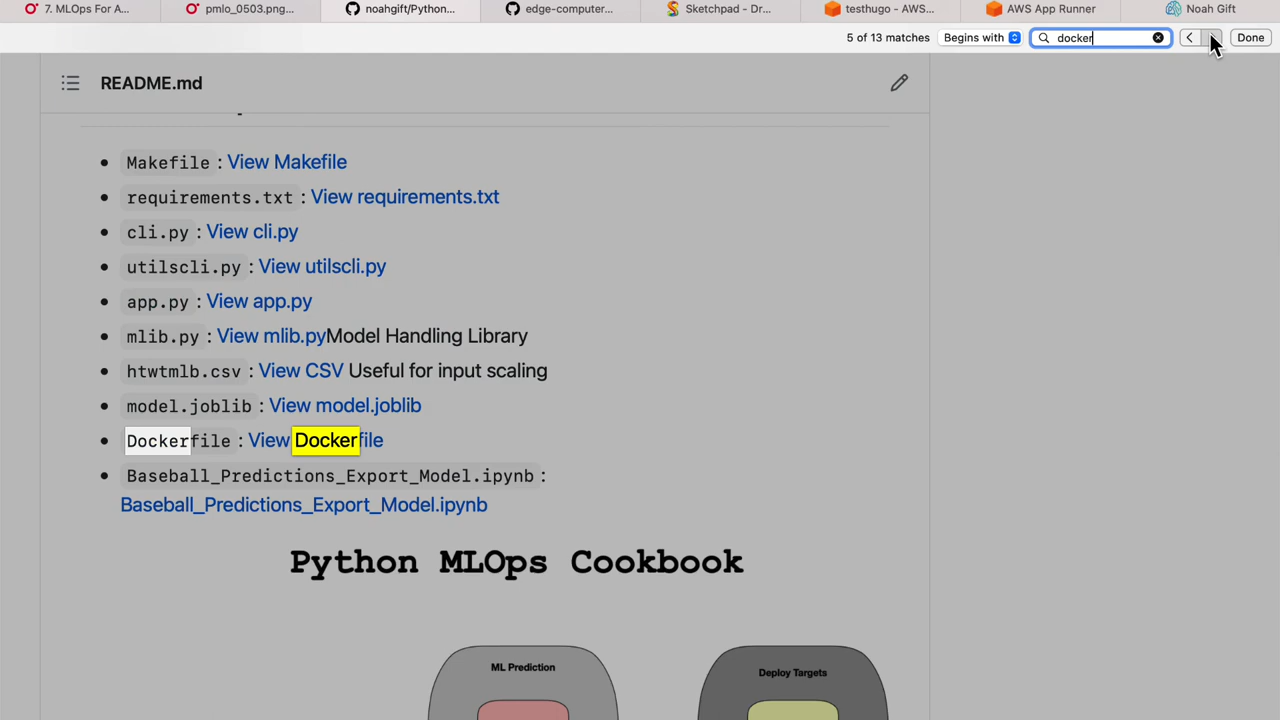 7. MLOps For A...
pmlo_0503.png...
noahgift/Python...
edge-computer...
Sketchpad - Dr...
testhugo - AWS...
AWS App Runner
Noah Gift
5 of 13 matches
Begins with
docker
Done
README.md
Makefile : View Makefile
requirements.txt : View requirements.txt
cli.py : View cli.py
utilscli.py : View utilscli.py
app.py : View app.py
mlib.py : View mlib.pyModel Handling Library
htwtmlb.csv : View CSV Useful for input scaling
model.joblib : View model.joblib
Dockerfile : View Dockerfile
Baseball_Predictions_Export_Model.ipynb :
Baseball_Predictions_Export_Model.ipynb
Python MLOps Cookbook
ML Prediction
Deploy Targets